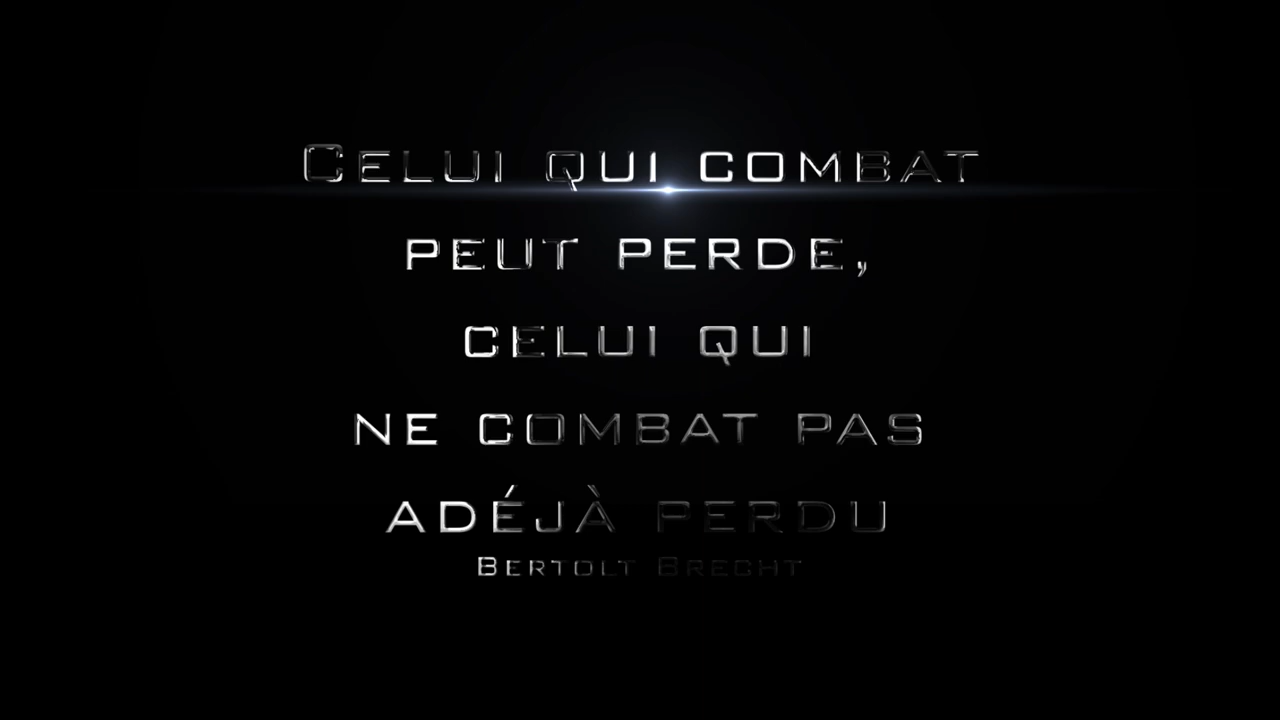 Celui qui combat
peut perde,
celui qui
ne combat pas
adéjà perdu
Bertolt Brecht